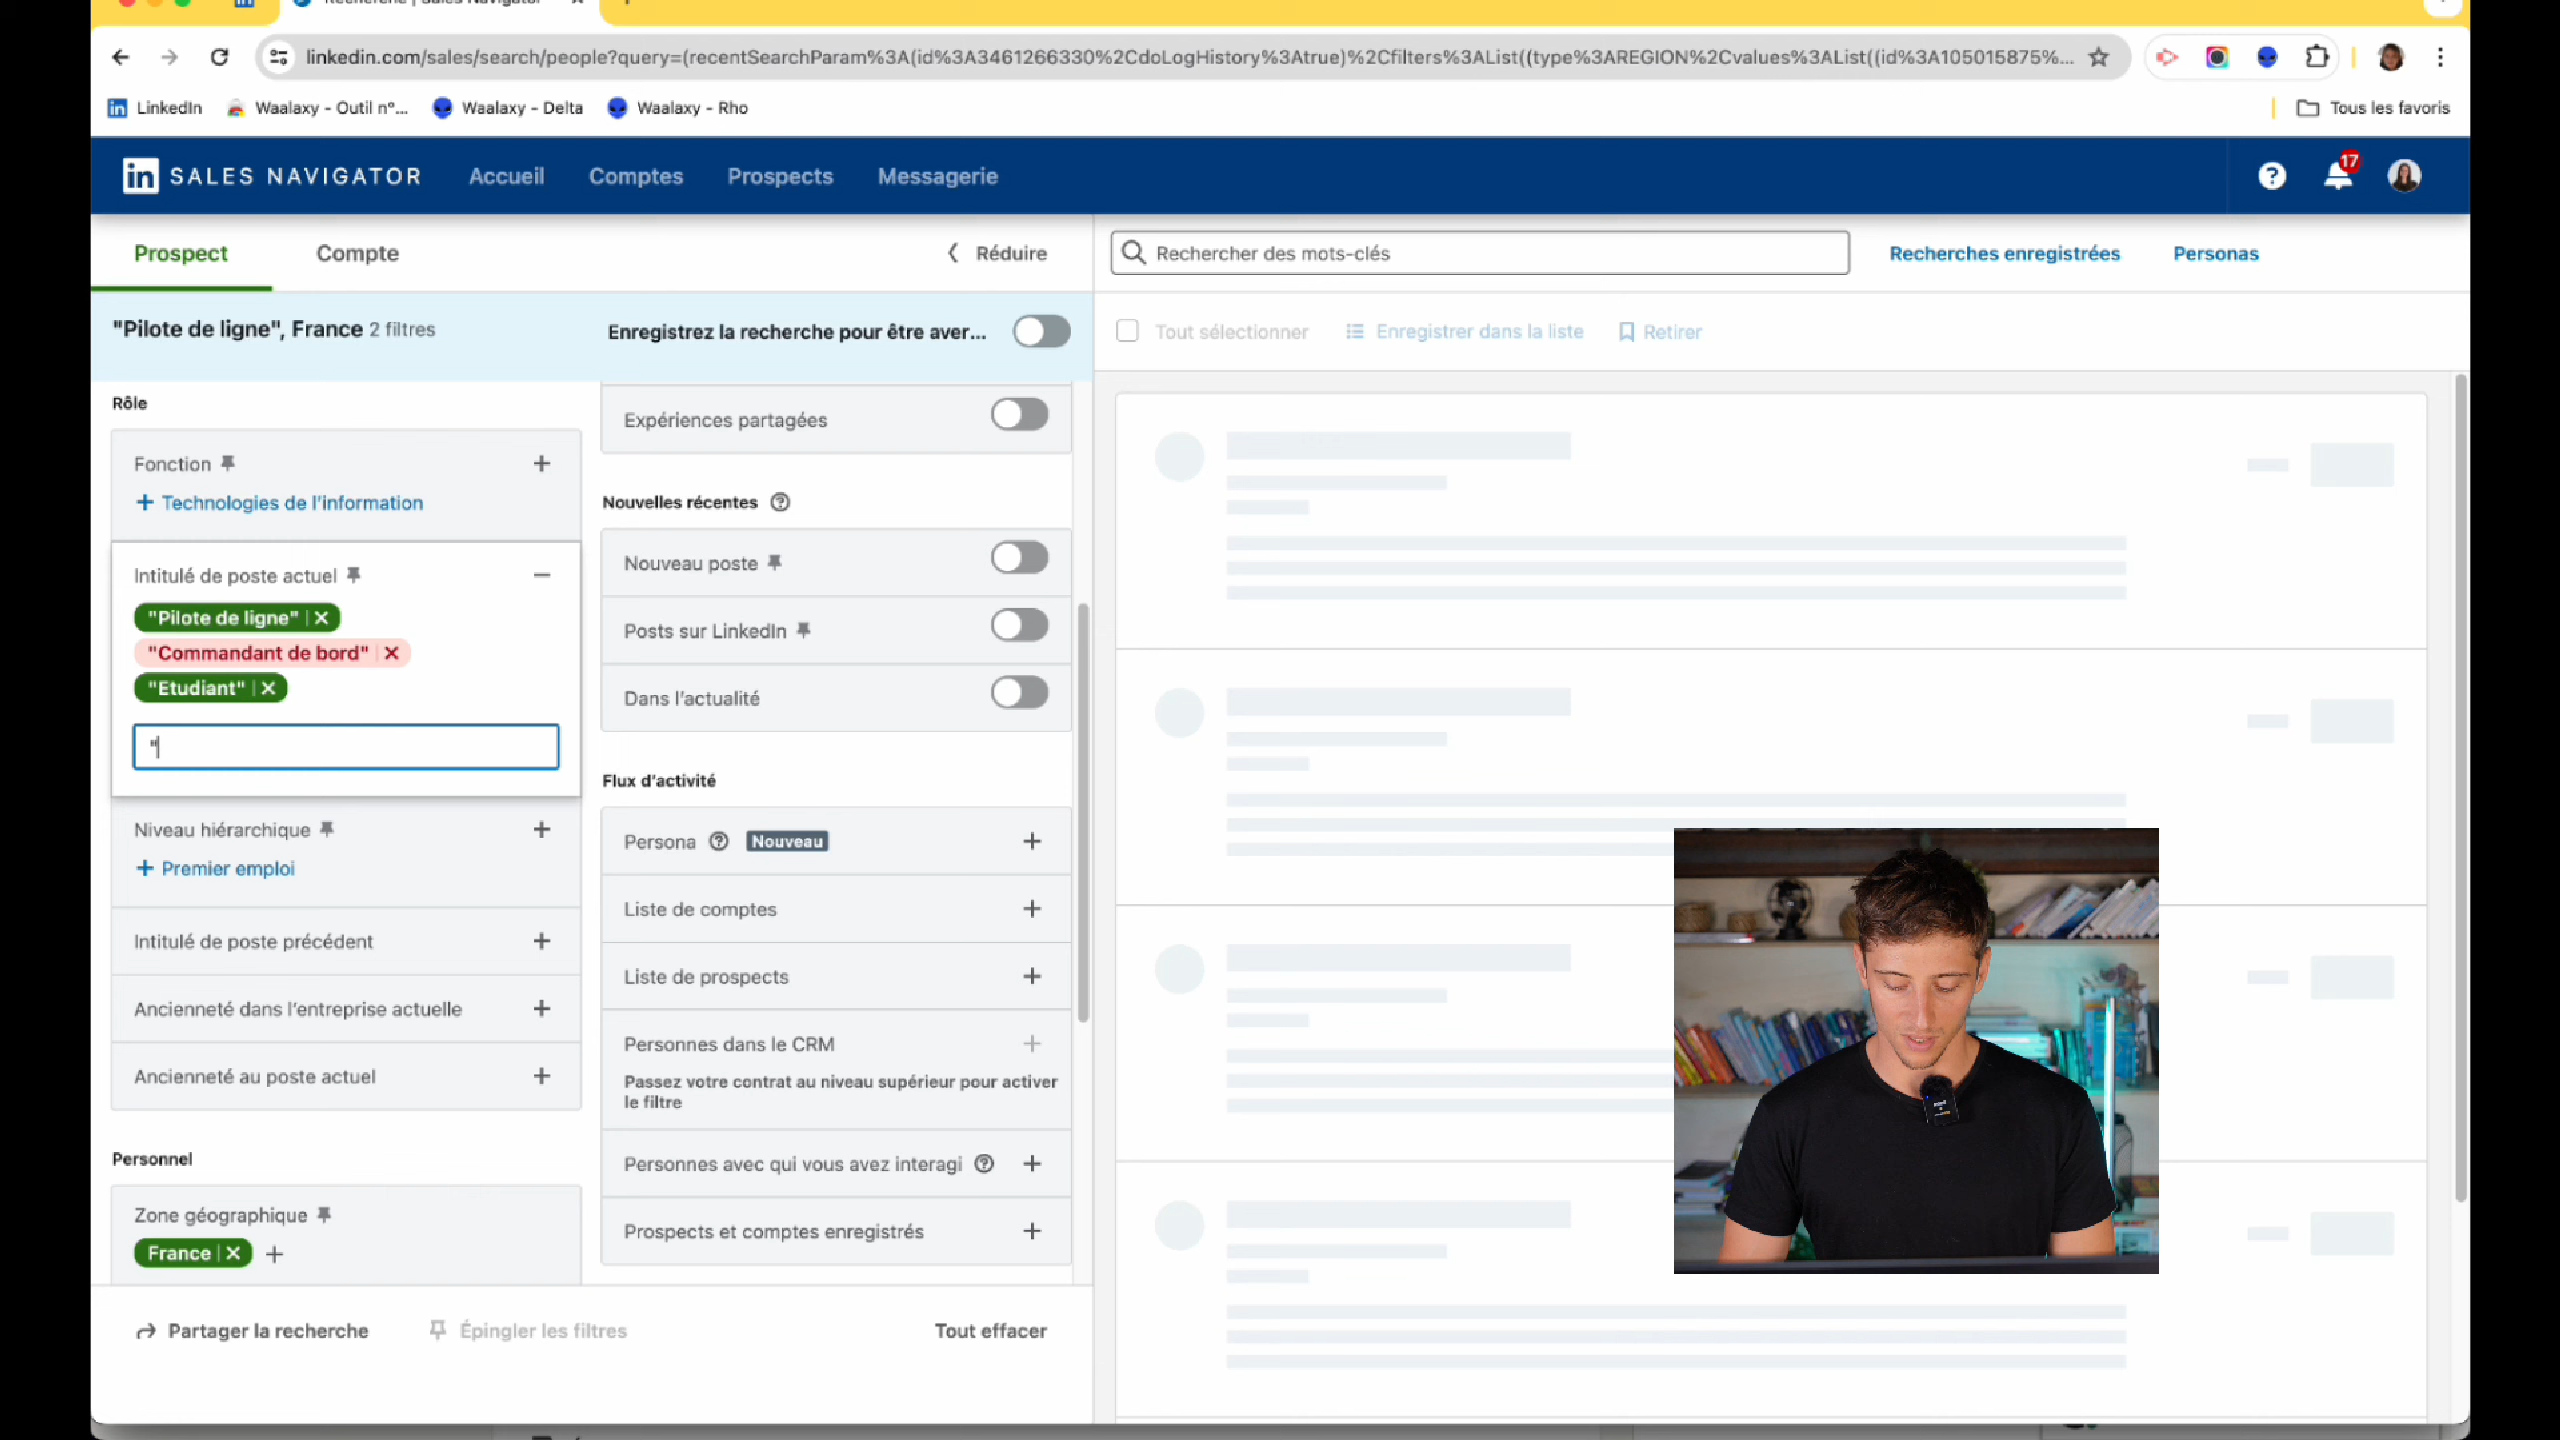 linkedin.com/sales/search/people?query=(recentSearchParam%3A(id%3A3461266330%2CdoLogHistory%3Atrue)%2Cfilters%3AList((type%3AREGION%2Cvalues%3AList((id%3A105015875%...
LinkedIn
Waalaxy - Outil n°...
Waalaxy - Delta
Waalaxy - Rho
Tous les favoris
in SALES NAVIGATOR
Accueil
Comptes
Prospects
Messagerie
17
Prospect
Compte
Réduire
Rechercher des mots-clés
Recherches enregistrées
Personas
"Pilote de ligne", France 2 filtres
Enregistrez la recherche pour être aver...
Tout sélectionner
Enregistrer dans la liste
Retirer
Rôle
Fonction
+ Technologies de l'information
Intitulé de poste actuel
"Pilote de ligne"
"Commandant de bord"
"Etudiant"
"
Niveau hiérarchique
+ Premier emploi
Intitulé de poste précédent
Ancienneté dans l'entreprise actuelle
Ancienneté au poste actuel
Personnel
Zone géographique
France
Expériences partagées
Nouvelles récentes
Nouveau poste
Posts sur LinkedIn
Dans l'actualité
Flux d'activité
Persona
Nouveau
Liste de comptes
Liste de prospects
Personnes dans le CRM
Passez votre contrat au niveau supérieur pour activer
le filtre
Personnes avec qui vous avez interagi
Prospects et comptes enregistrés
Partager la recherche
Épingler les filtres
Tout effacer